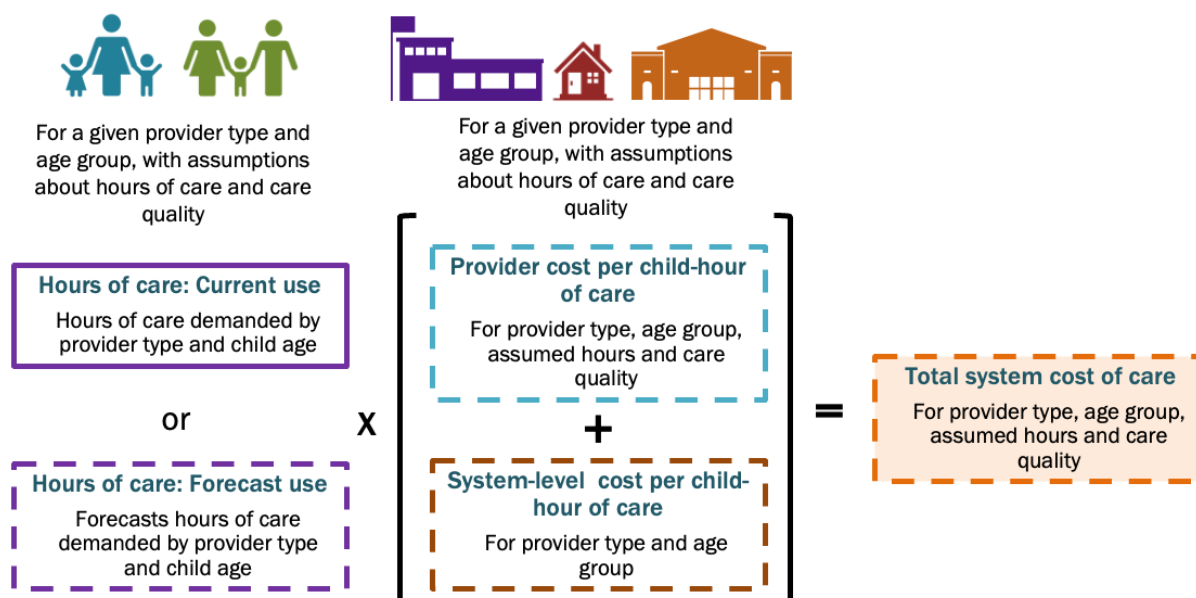 For a given provider type and
age group, with assumptions
about hours of care and care
quality
Hours of care: Current use
Hours of care demanded by
provider type and child age
or
Hours of care: Forecast use
Forecasts hours of care
demanded by provider type
and child age
x
For a given provider type and
age group, with assumptions
about hours of care and care
quality
Provider cost per child-hour
of care
For provider type, age group,
assumed hours and care
quality
+
System-level cost per child-
hour of care
For provider type and age
group
=
Total system cost of care
For provider type, age group,
assumed hours and care
quality